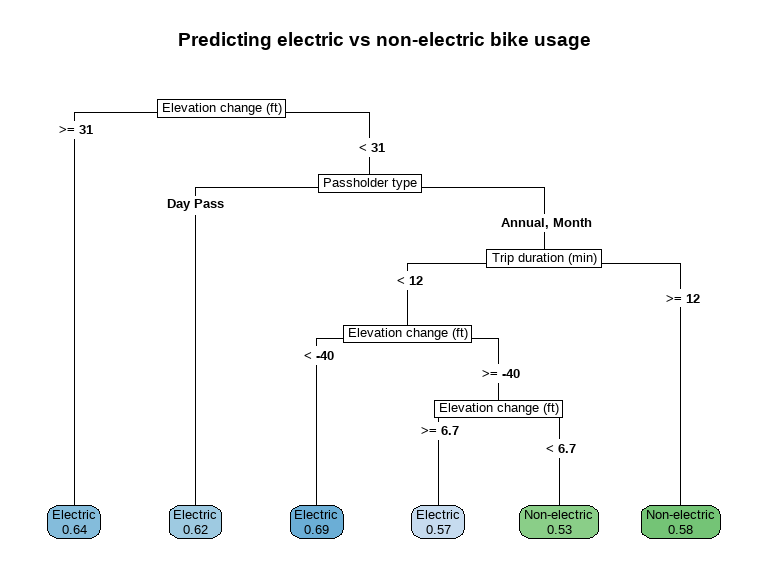 Predicting electric vs non-electric bike usage
Elevation change (ft)
>= 31
< 31
Passholder type
Day Pass
Annual, Month
Trip duration (min)
< 12
>= 12
Elevation change (ft)
< -40
>= -40
Elevation change (ft)
>= 6.7
< 6.7
Electric
0.64
Electric
0.62
Electric
0.69
Electric
0.57
Non-electric
0.53
Non-electric
0.58